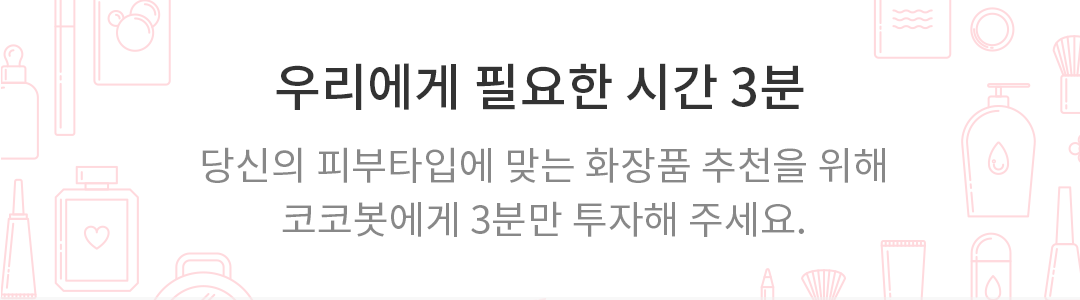 우리에게 필요한 시간 3분
당신의 피부타입에 맞는 화장품 추천을 위해
코코봇에게 3분만 투자해 주세요.